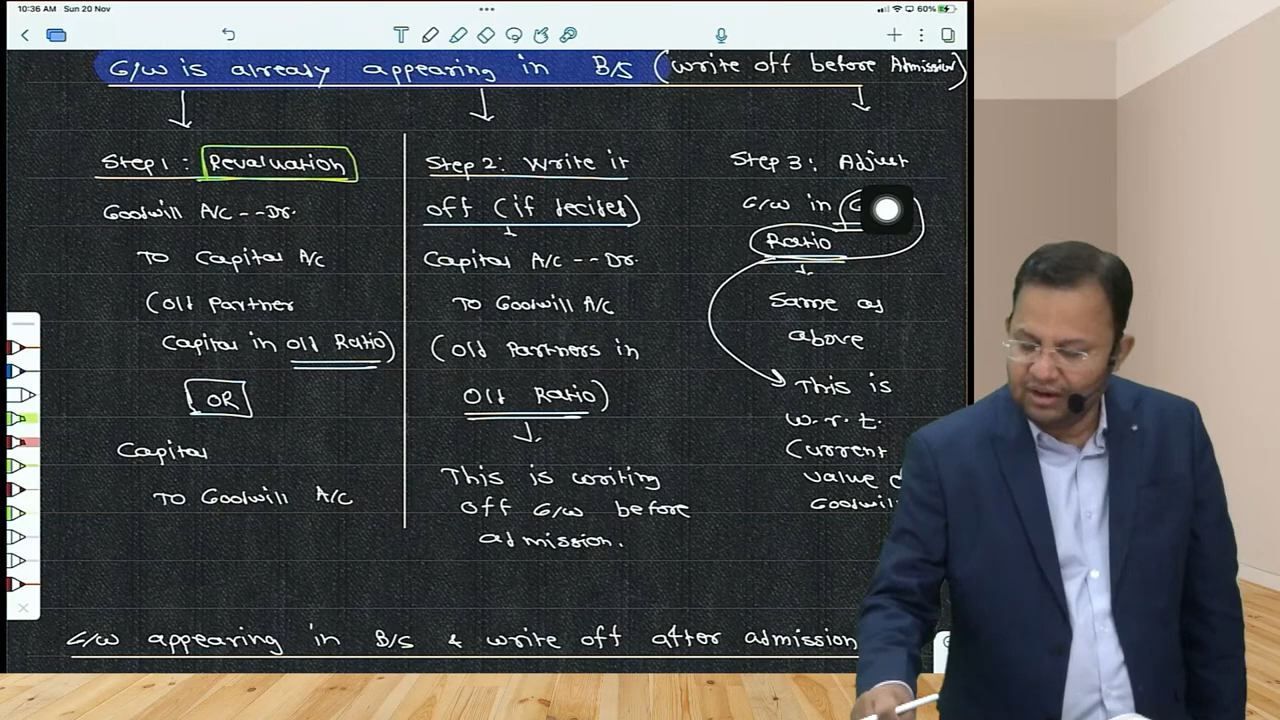 10:36 AM Sun 20 Nov
60%
G/W is already appearing in B/S (write off before Admission)
Step 1 : Revaluation
Goodwill A/C -- Dr.
To Capital A/C
(Old Partner
Capital in Old Ratio)
OR
Capital
To Goodwill A/C
Step 2: Write it
off (if decides)
Capital A/C -- Dr.
To Goodwill A/C
(Old Partners in
Old Ratio)
This is writing
off G/W before
admission.
Step 3: Adjust
G/W in
Ratio
Same as
above
This is
w.r.t.
Current
value
Goodwil
G/W appearing in B/S & write off after admission